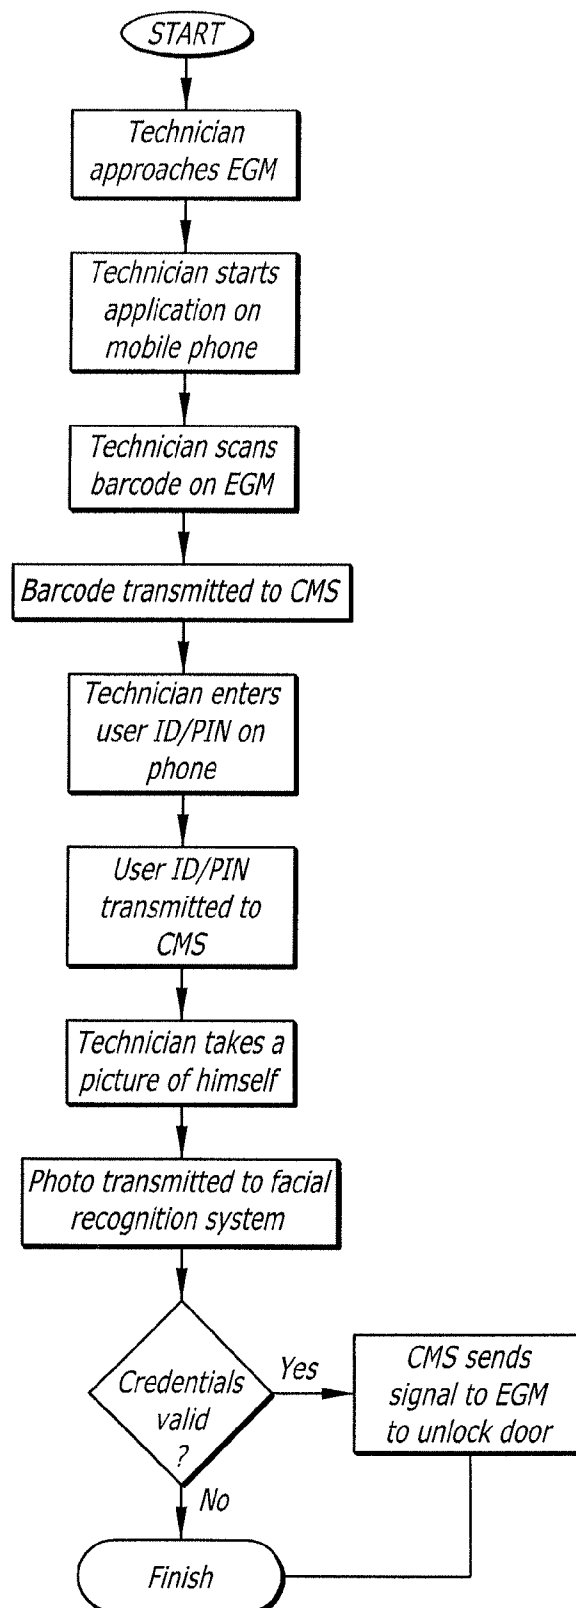 START
Technician
approaches EGM
Technician starts
application on
mobile phone
Technician scans
barcode on EGM
Barcode transmitted to CMS
Technician enters
user ID/PIN on
phone
User ID/PIN
transmitted to
CMS
Technician takes a
picture of himself
Photo transmitted to facial
recognition system
Credentials
valid
?
Yes
CMS sends
signal to EGM
to unlock door
No
Finish